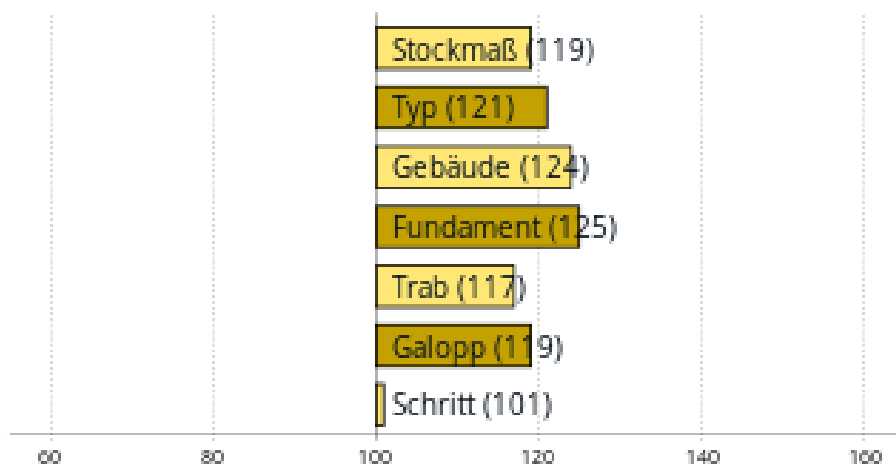 Stockmaß (119)
Typ (121)
Gebäude (124)
Fundament (125)
Trab (117)
Galopp (119)
Schritt (101)
60 80 100 120 140 160